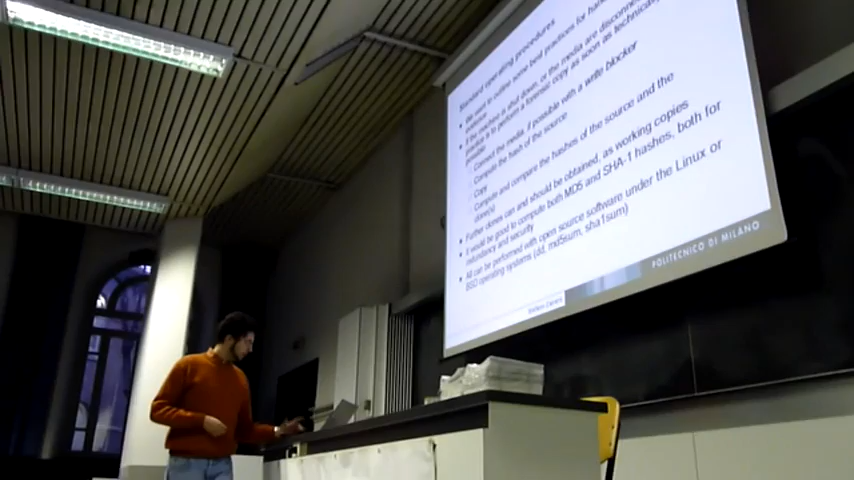 Standard operating procedures
We want to outline some best practices for
If the machine is shut down, or the media are
practice is to perform a forensic copy as soon as technically
possible
Connect the media, if possible with a write blocker
Compute the hash of the source
Copy
Compute and compare the hashes of the source and the
clone(s)
Further clones can and should be obtained, as working copies
It would be good to compute both MD5 and SHA-1 hashes, both for
redundancy and security
All can be performed with open source software under the Linux or
BSD operating systems (dd, md5sum, sha1sum)
Stefano Zanero
POLITECNICO DI MILANO